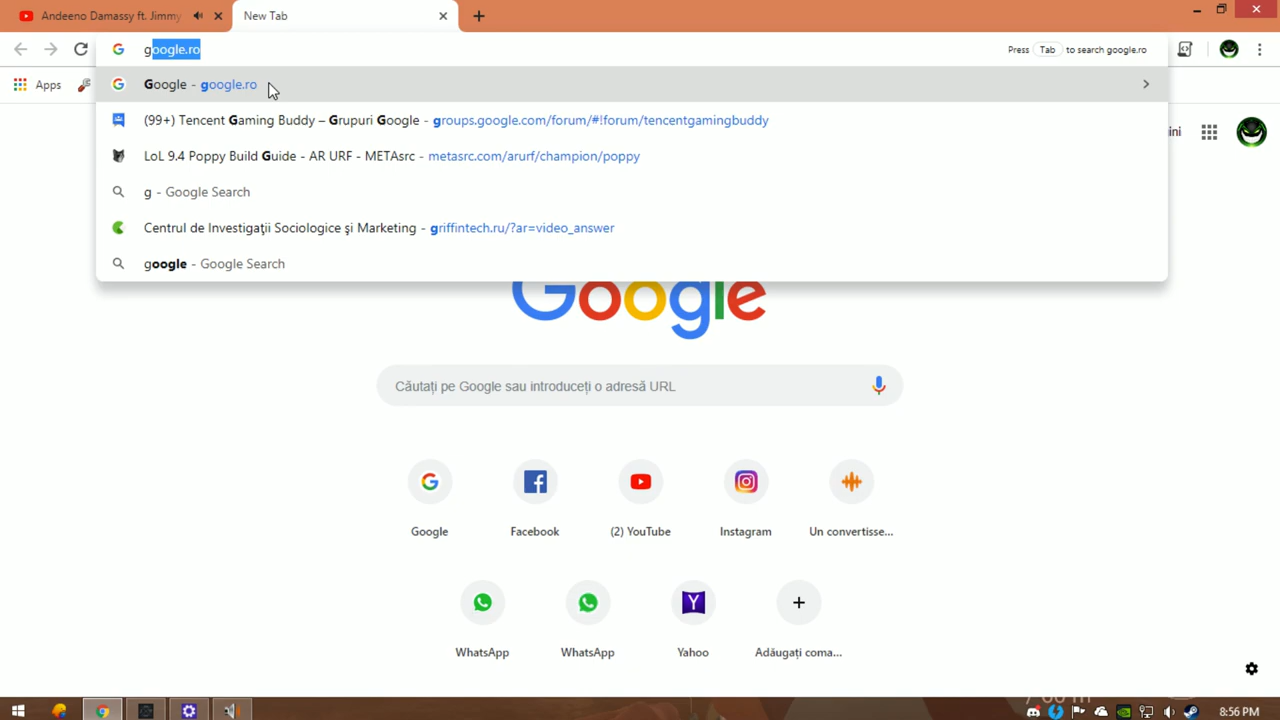 Andeeno Damassy ft. Jimmy
New Tab
google.ro
Press Tab to search google.ro
Apps
Google - google.ro
(99+) Tencent Gaming Buddy – Grupuri Google - groups.google.com/forum/#!forum/tencentgamingbuddy
LoL 9.4 Poppy Build Guide - AR URF - METAsrc - metasrc.com/arurf/champion/poppy
g - Google Search
Centrul de Investigaţii Sociologice şi Marketing - griffintech.ru/?ar=video_answer
google - Google Search
ini
Google
Căutați pe Google sau introduceți o adresă URL
Google
Facebook
(2) YouTube
Instagram
Un convertisse...
WhatsApp
WhatsApp
Yahoo
Adăugați coma...
8:56 PM